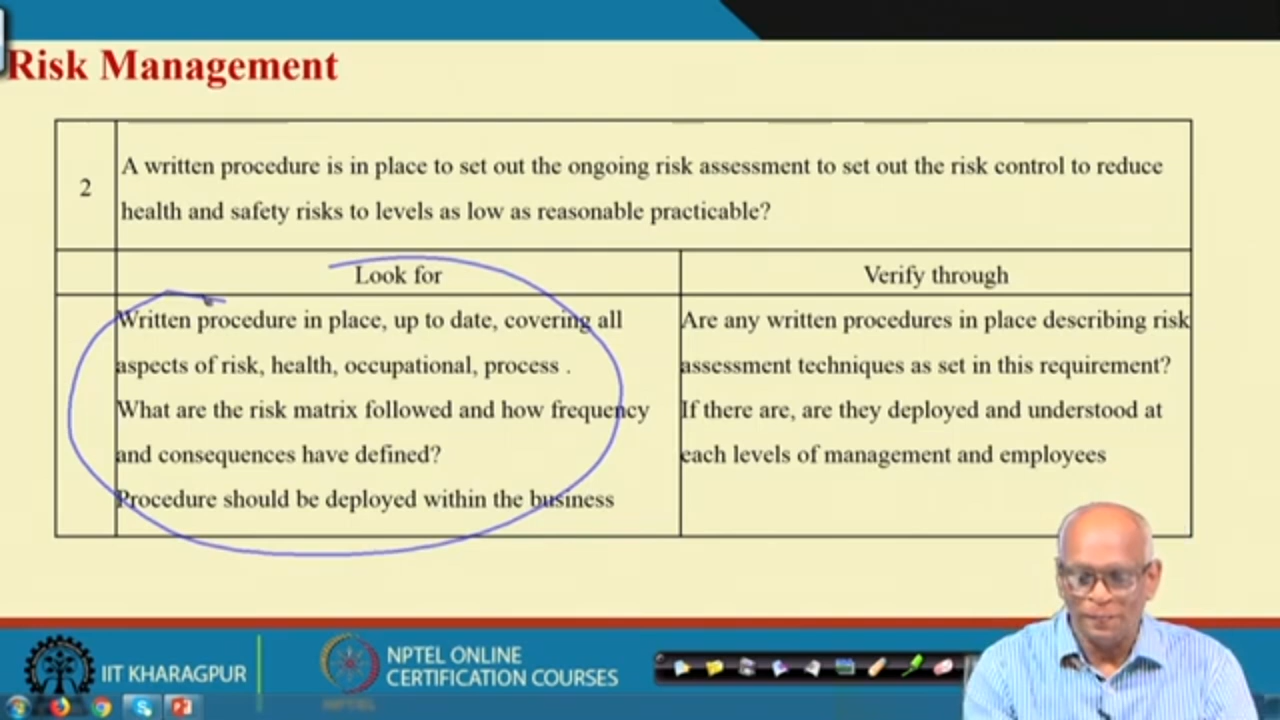 Risk Management
2
A written procedure is in place to set out the ongoing risk assessment to set out the risk control to reduce
health and safety risks to levels as low as reasonable practicable?
Look for
Verify through
Written procedure in place, up to date, covering all
aspects of risk, health, occupational, process .
What are the risk matrix followed and how frequency
and consequences have defined?
Procedure should be deployed within the business
Are any written procedures in place describing risk
assessment techniques as set in this requirement?
If there are, are they deployed and understood at
each levels of management and employees
IIT KHARAGPUR
NPTEL ONLINE
CERTIFICATION COURSES